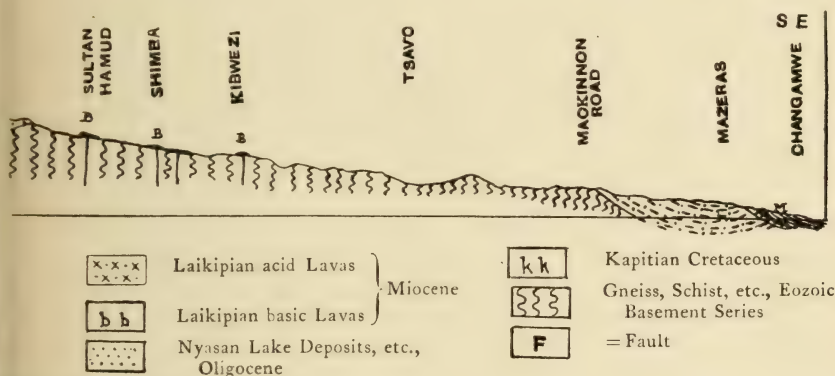 S E
SULTAN
HAMUD
SHIMBA
KIBWEZI
TSAVO
MACKINNON
ROAD
MAZERAS
CHANGAMWE
B
B
B
M
Laikipian acid Lavas
Miocene
b b
Laikipian basic Lavas
Nyasan Lake Deposits, etc.,
Oligocene
k k
Kapitian Cretaceous
Gneiss, Schist, etc., Eozoic
Basement Series
F
= Fault